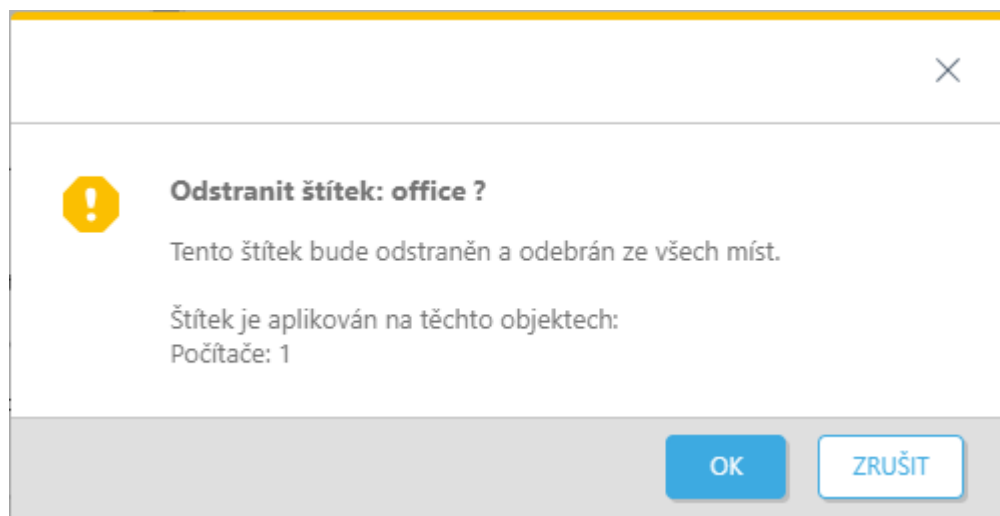 Odstranit štítek: office ?
Tento štítek bude odstraněn a odebrán ze všech míst.
Štítek je aplikován na těchto objektech:
Počítače: 1
OK
ZRUŠIT